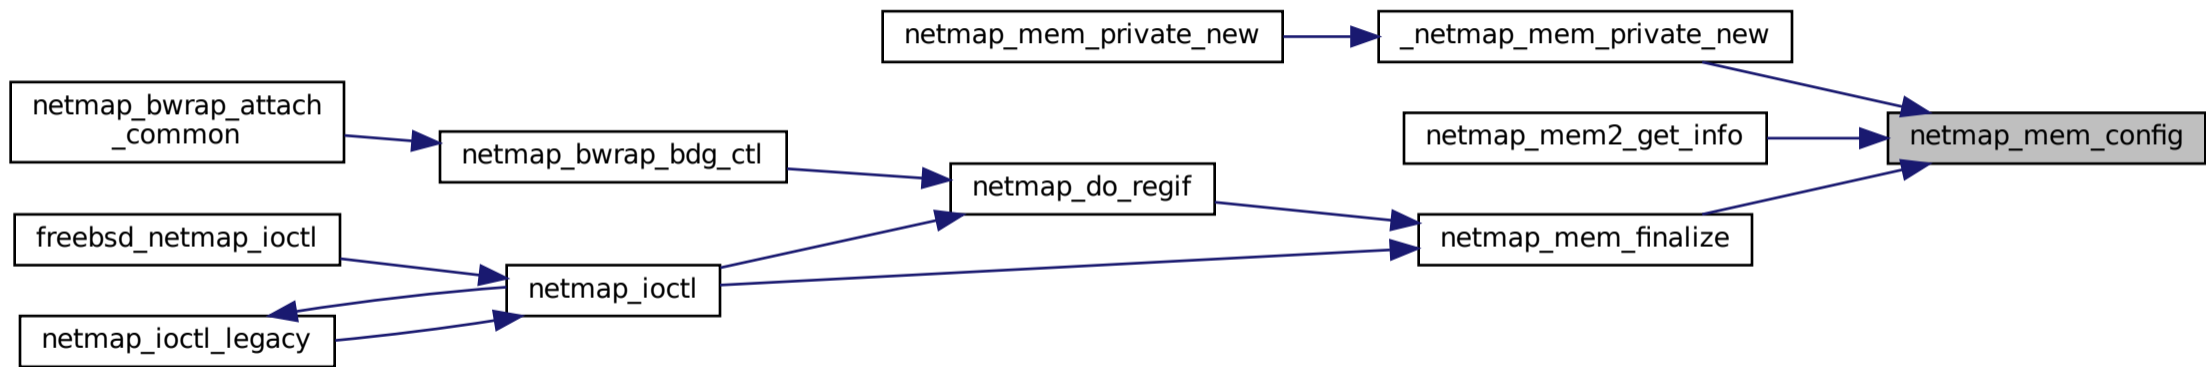 netmap_mem_private_new
_netmap_mem_private_new
netmap_bwrap_attach
_common
netmap_bwrap_bdg_ctl
netmap_mem2_get_info
netmap_mem_config
netmap_do_regif
freebsd_netmap_ioctl
netmap_mem_finalize
netmap_ioctl
netmap_ioctl_legacy